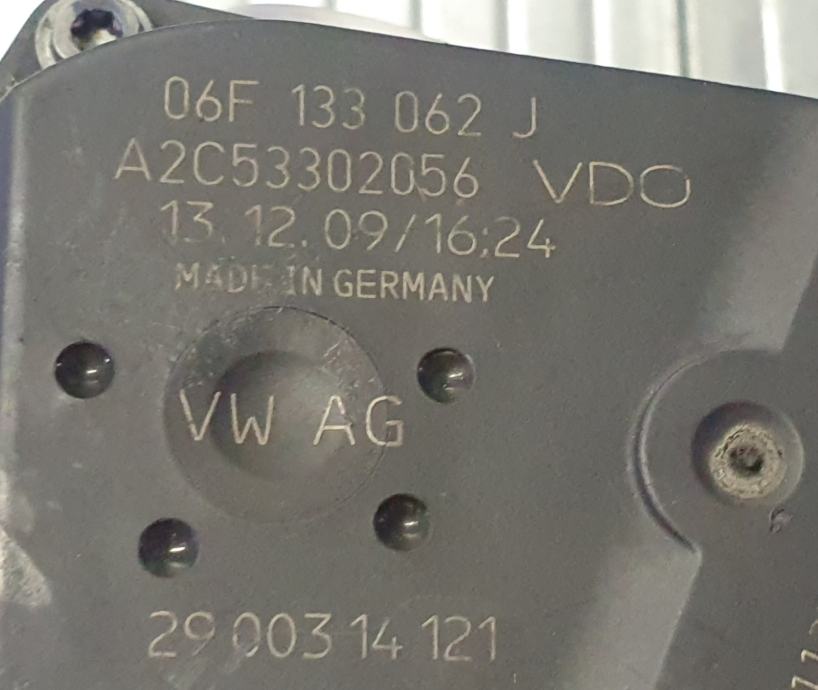 06F 133 062 J
A2C53302056 VDO
13.12.09/16:24
MADE IN GERMANY
VW AG
29 003 14 121